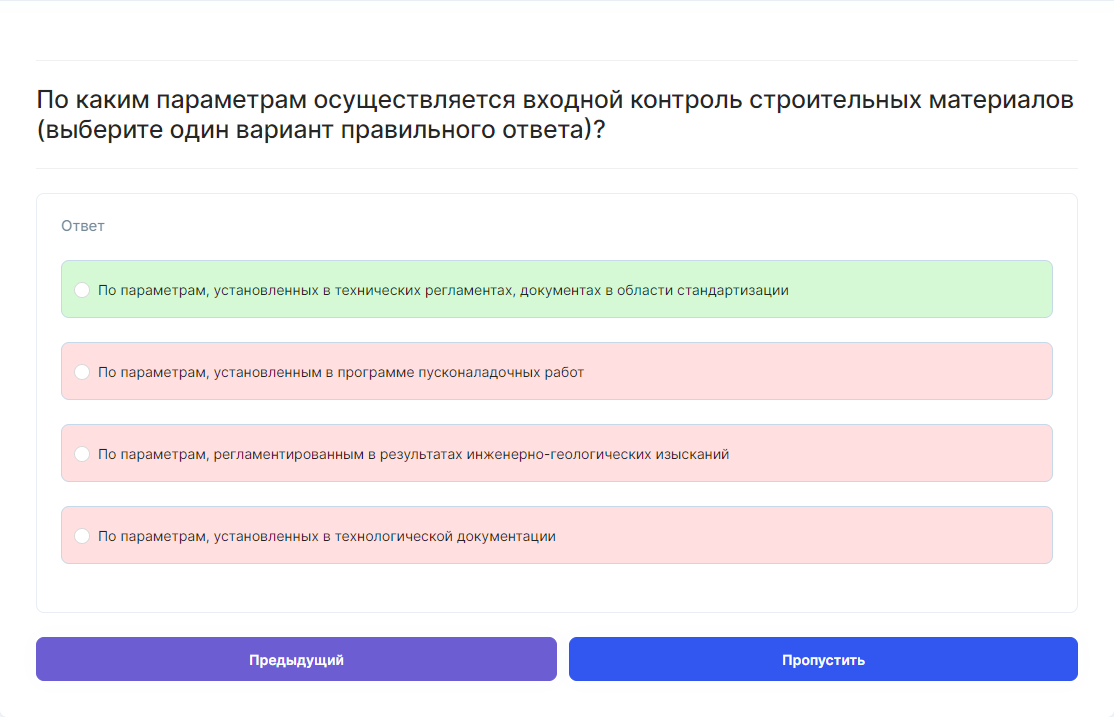 По каким параметрам осуществляется входной контроль строительных материалов
(выберите один вариант правильного ответа)?
Ответ
По параметрам, установленных в технических регламентах, документах в области стандартизации
По параметрам, установленным в программе пусконаладочных работ
По параметрам, регламентированным в результатах инженерно-геологических изысканий
По параметрам, установленных в технологической документации
Предыдущий
Пропустить